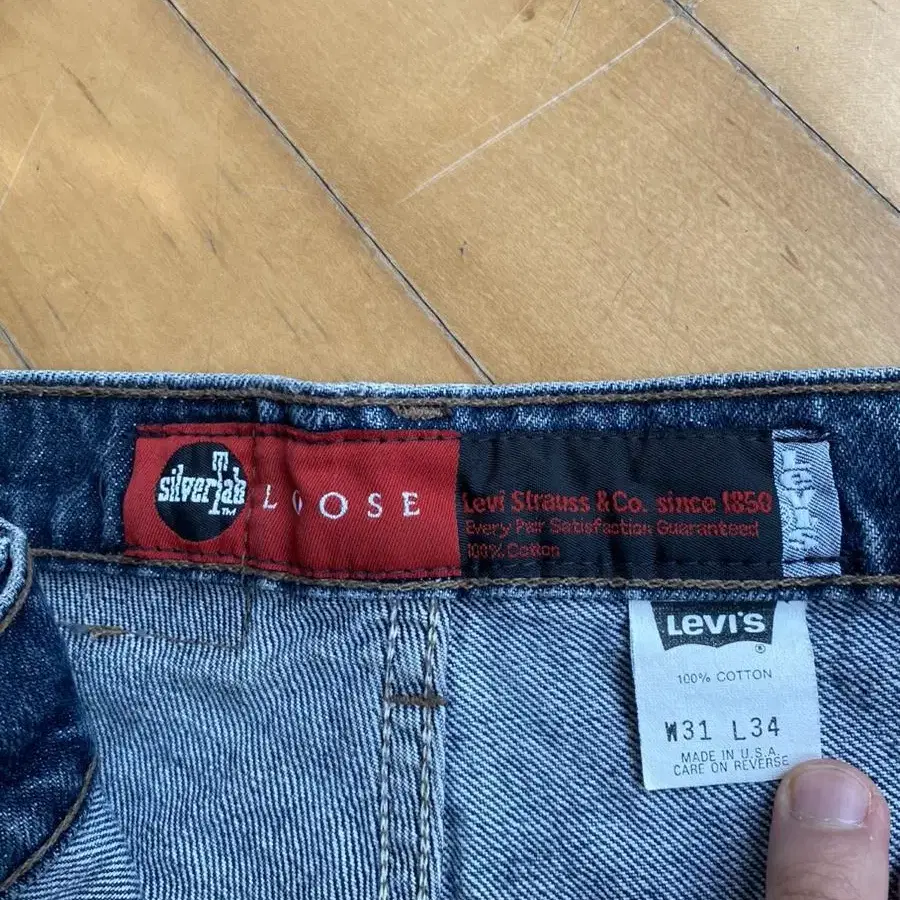 silverTab
TM
LOOSE
Levi Strauss & Co. since 1850
Every Pair Satisfaction Guaranteed
100% Cotton
Levi's
Levi's
®
100% COTTON
W31 L34
MADE IN U.S.A.
CARE ON REVERSE